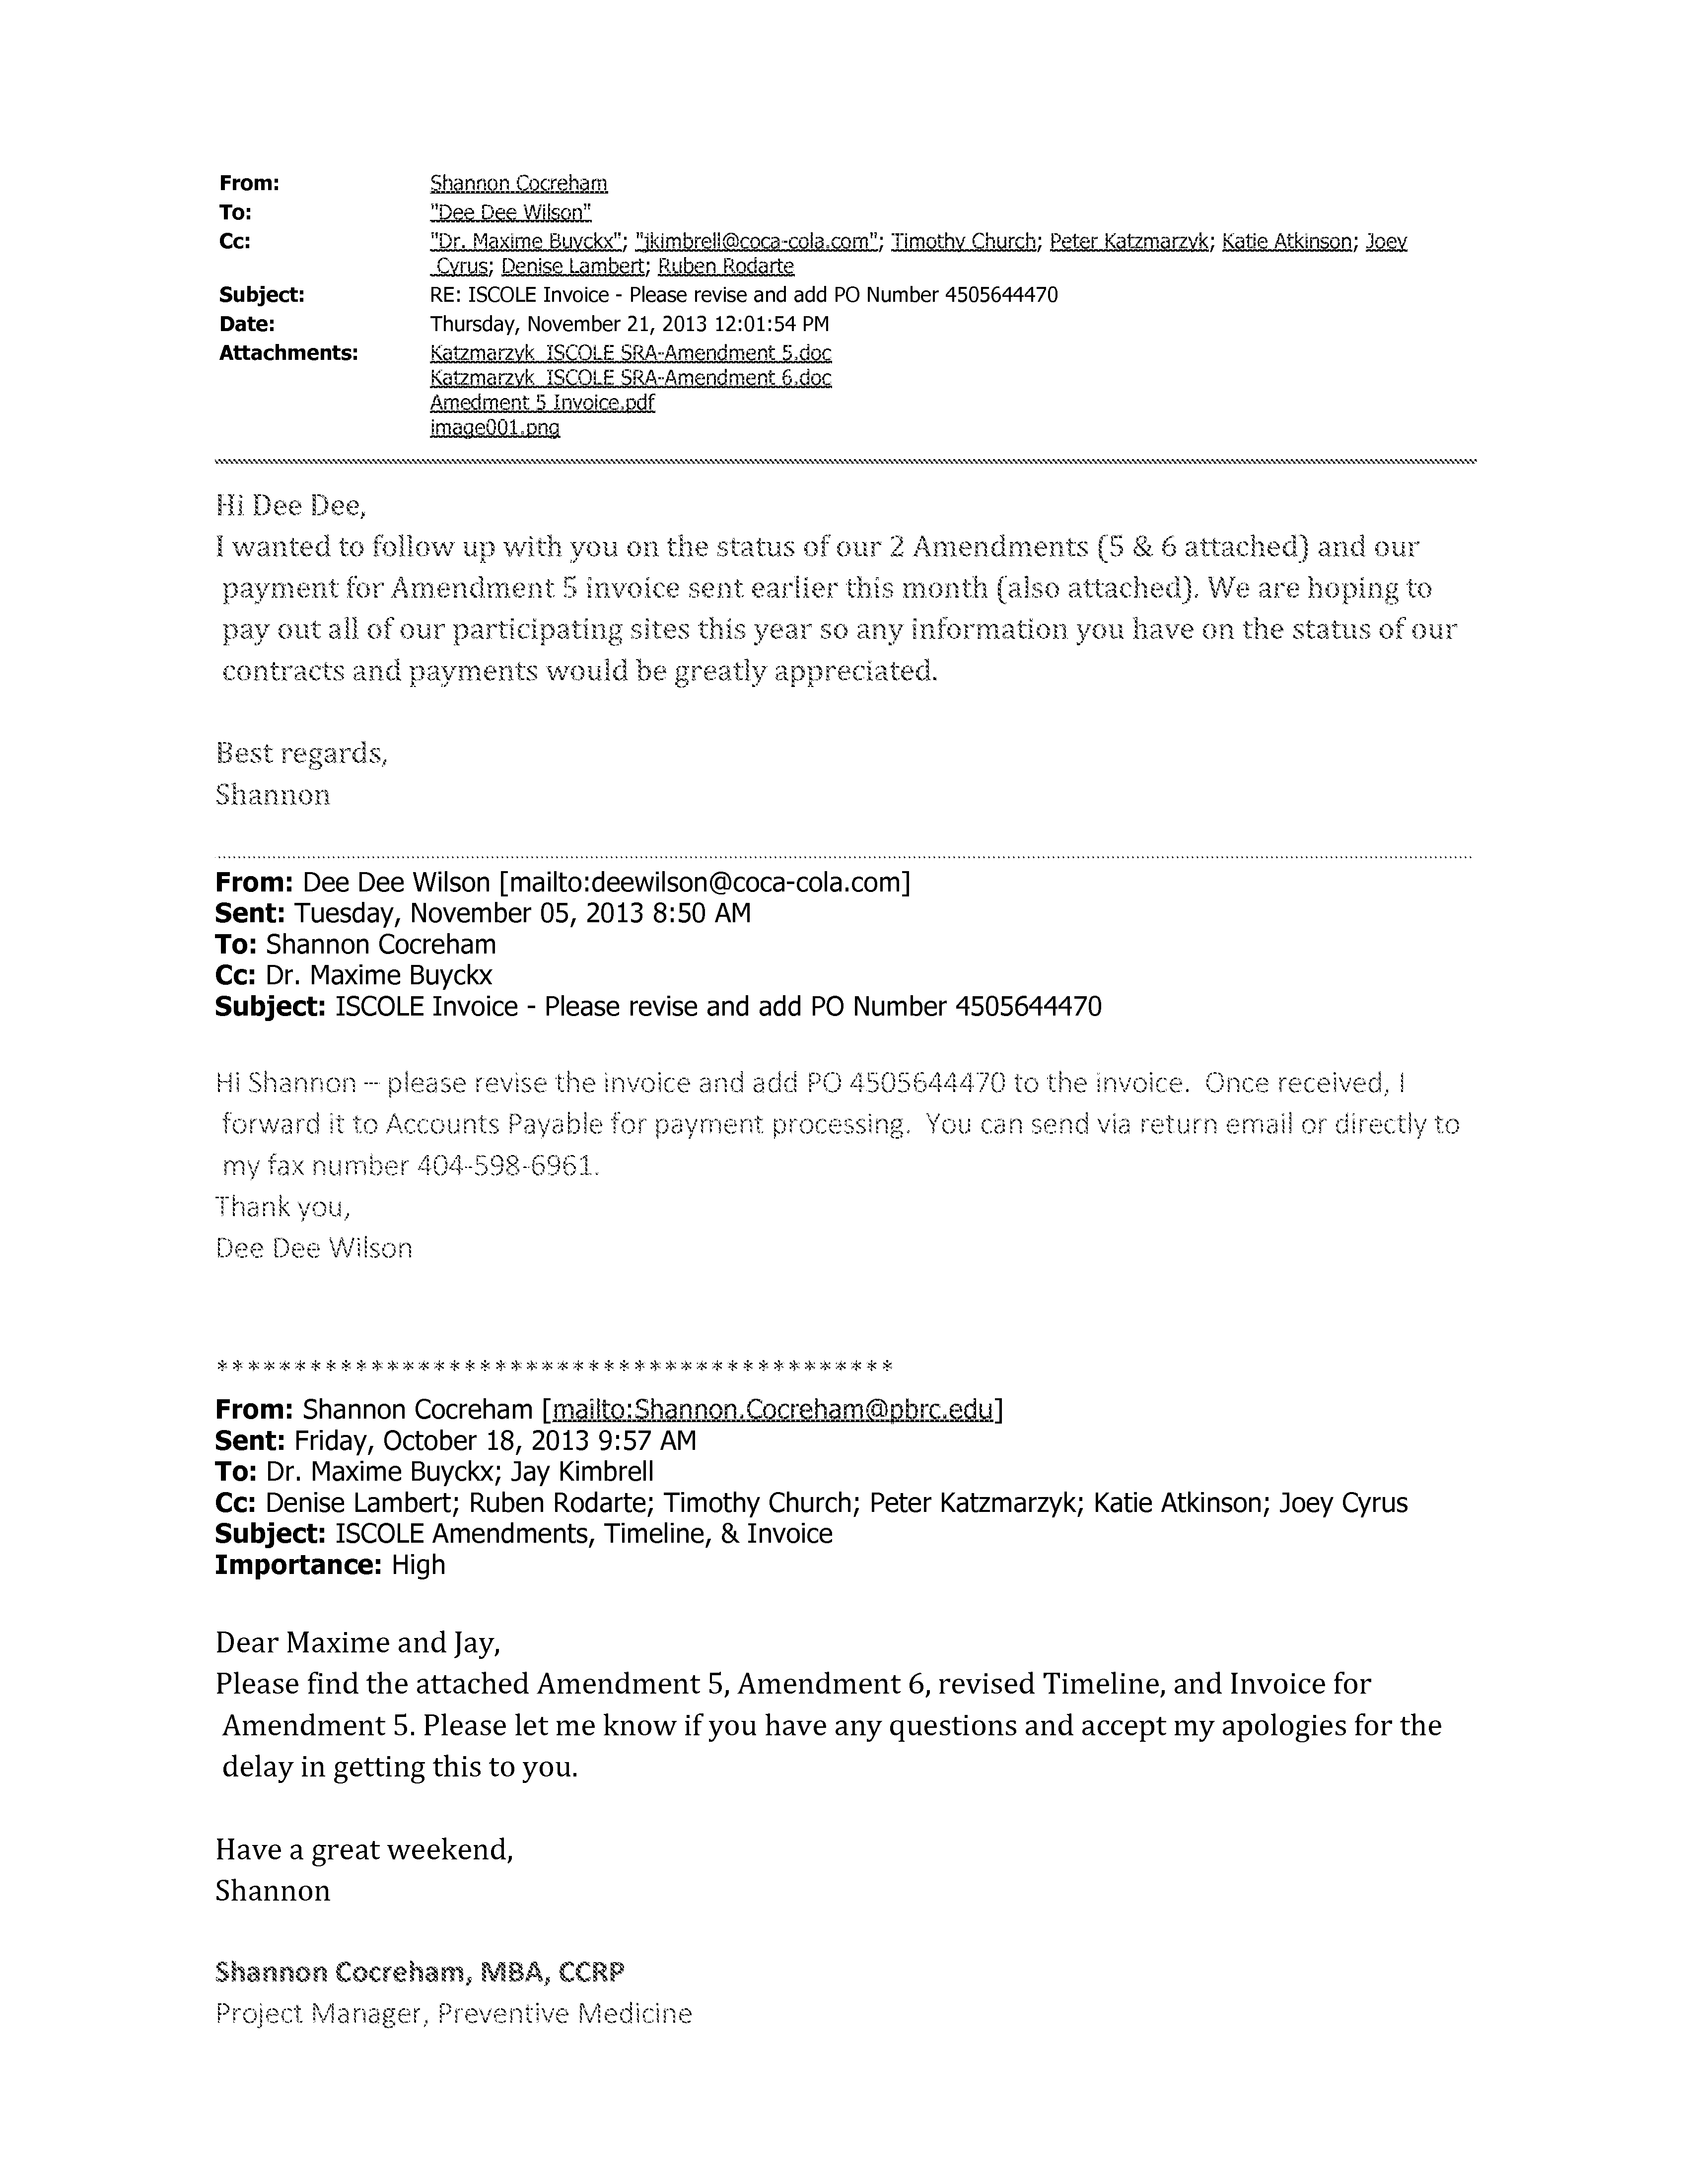 From: Shannon Cocreham
To: "Dee Dee Wilson"
Cc: "Dr. Maxime Buyckx"; "jkimbrell@coca-cola.com"; Timothy Church; Peter Katzmarzyk; Katie Atkinson; Joey
Cyrus; Denise Lambert; Ruben Rodarte
Subject: RE: ISCOLE Invoice - Please revise and add PO Number 4505644470
Date: Thursday, November 21, 2013 12:01:54 PM
Attachments: Katzmarzyk_ISCOLE SRA-Amendment 5.doc
Katzmarzyk_ISCOLE SRA-Amendment 6.doc
Amedment 5 Invoice.pdf
image001.png
Hi Dee Dee,
I wanted to follow up with you on the status of our 2 Amendments (5 & 6 attached) and our
payment for Amendment 5 invoice sent earlier this month (also attached). We are hoping to
pay out all of our participating sites this year so any information you have on the status of our
contracts and payments would be greatly appreciated.
Best regards,
Shannon
From: Dee Dee Wilson [mailto:deewilson@coca-cola.com]
Sent: Tuesday, November 05, 2013 8:50 AM
To: Shannon Cocreham
Cc: Dr. Maxime Buyckx
Subject: ISCOLE Invoice - Please revise and add PO Number 4505644470
Hi Shannon – please revise the invoice and add PO 4505644470 to the invoice.  Once received, I
forward it to Accounts Payable for payment processing.  You can send via return email or directly to
my fax number 404-598-6961.
Thank you,
Dee Dee Wilson
********************************************
From: Shannon Cocreham [mailto:Shannon.Cocreham@pbrc.edu]
Sent: Friday, October 18, 2013 9:57 AM
To: Dr. Maxime Buyckx; Jay Kimbrell
Cc: Denise Lambert; Ruben Rodarte; Timothy Church; Peter Katzmarzyk; Katie Atkinson; Joey Cyrus
Subject: ISCOLE Amendments, Timeline, & Invoice
Importance: High
Dear Maxime and Jay,
Please find the attached Amendment 5, Amendment 6, revised Timeline, and Invoice for
Amendment 5. Please let me know if you have any questions and accept my apologies for the
delay in getting this to you.
Have a great weekend,
Shannon
Shannon Cocreham, MBA, CCRP
Project Manager, Preventive Medicine